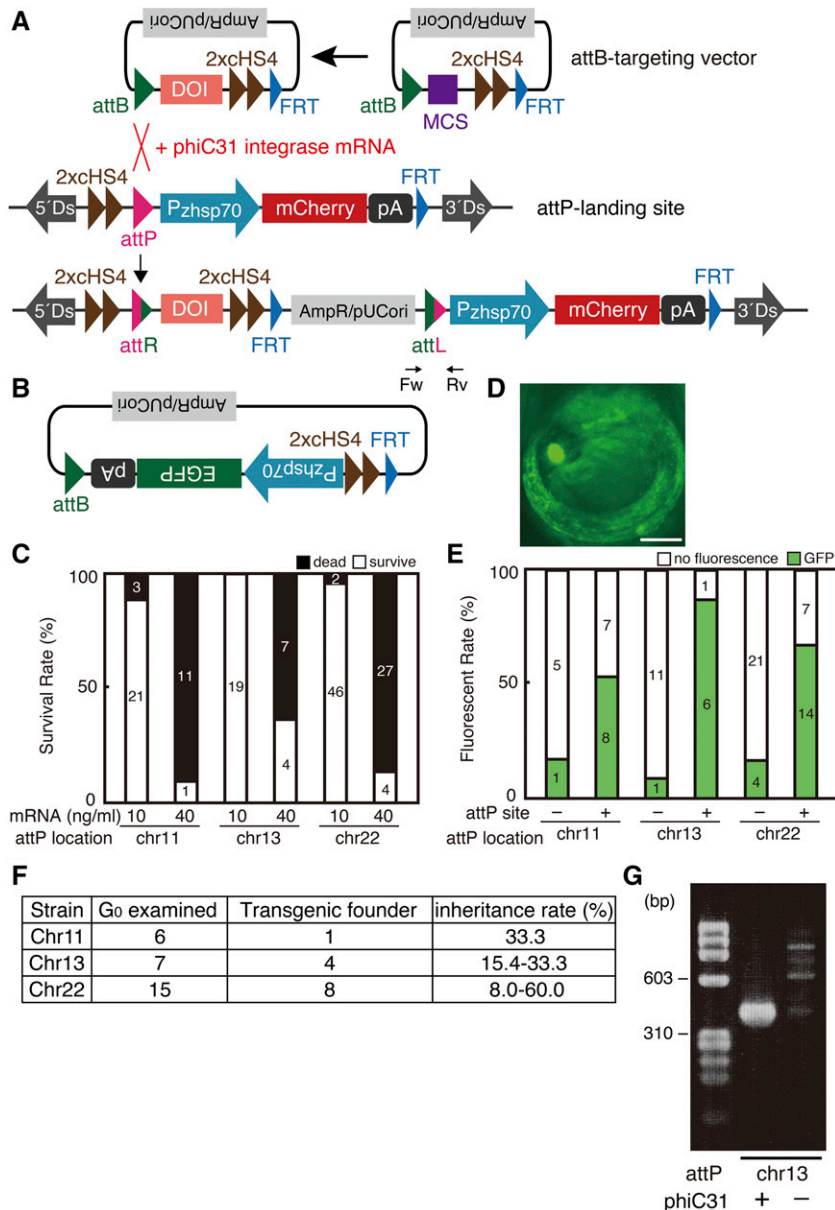 A
AmpR/pUCori
AmpR/pUCori
2xcHS4
2xcHS4
attB-targeting vector
DOI
attB
FRT
attB
MCS
FRT
+ phiC31 integrase mRNA
2xcHS4
FRT
5´Ds
Pzhsp70
mCherry
pA
3´Ds
attP-landing site
attP
2xcHS4
2xcHS4
FRT
5´Ds
DOI
AmpR/pUCori
Pzhsp70
mCherry
pA
3´Ds
attR
FRT
attL
Fw
Rv
B
AmpR/pUCori
2xcHS4
FRT
pA
EGFP
Pzhsp70
attB
D
C
dead
survive
100
50
0
Survival Rate (%)
3
21
11
1
19
7
4
2
46
27
4
mRNA (ng/ml)
10
40
10
40
10
40
attP location
chr11
chr13
chr22
E
no fluorescence
GFP
100
50
0
Fluorescent Rate (%)
5
1
7
8
11
1
1
6
21
4
7
14
attP site
−
+
−
+
−
+
attP location
chr11
chr13
chr22
F
Strain G0 examined Transgenic founder inheritance rate (%)
Chr11 6 1 33.3
Chr13 7 4 15.4-33.3
Chr22 15 8 8.0-60.0
G
(bp)
603
310
attP chr13
phiC31 + −